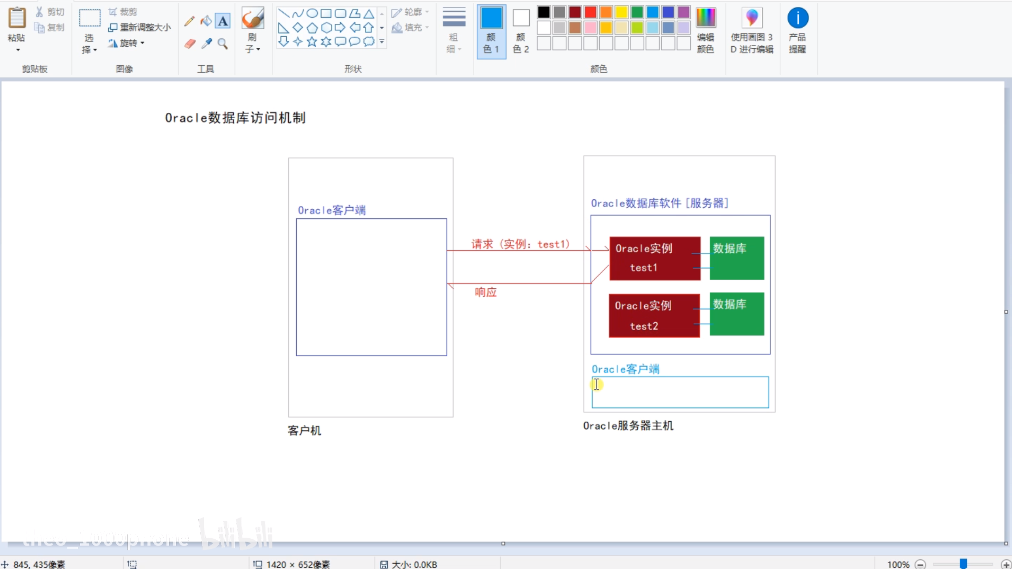 粘贴
剪切
复制
剪贴板
选
择
裁剪
重新调整大小
旋转
图像
A
工具
刷
子
轮廓
填充
形状
粗
细
颜
色 1
颜
色 2
编辑
颜色
颜色
使用画图 3
D 进行编辑
产品
提醒
Oracle数据库访问机制
Oracle客户端
客户机
请求（实例：test1）
响应
Oracle数据库软件[服务器]
Oracle实例
test1
数据库
Oracle实例
test2
数据库
Oracle客户端
Oracle服务器主机
bilibili
845, 435像素
1420 × 652像素
大小: 0.0KB
100%